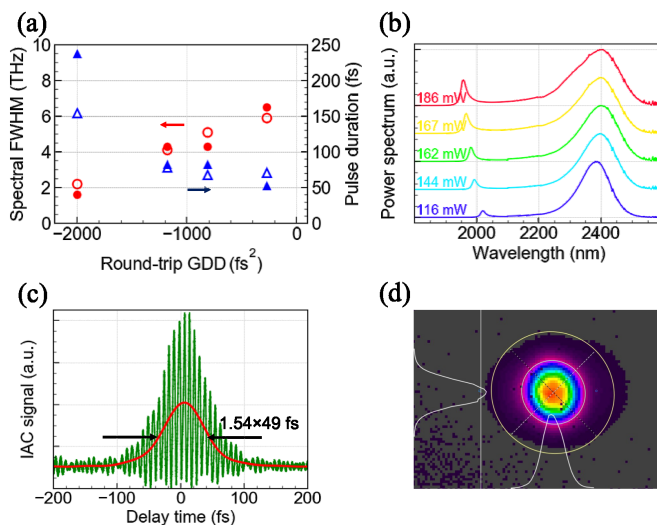 (a)
10
8
6
4
2
0
Spectral FWHM (THz)
250
200
150
100
50
0
Pulse duration (fs)
−2000
−1000
0
Round-trip GDD (fs²)
(b)
Power spectrum (a.u.)
186 mW
167 mW
162 mW
144 mW
116 mW
2000
2200
2400
Wavelength (nm)
(c)
IAC signal (a.u.)
1.54×49 fs
−200
−100
0
100
200
Delay time (fs)
(d)